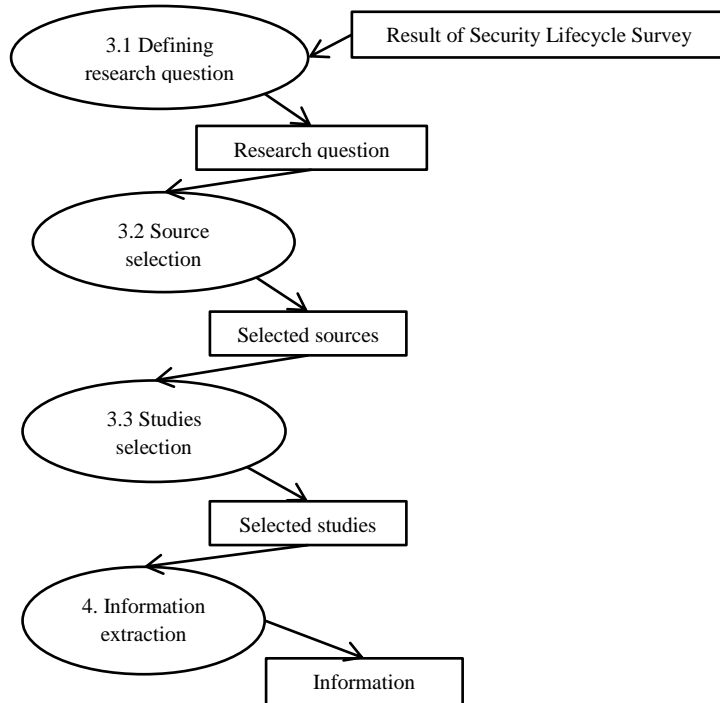 3.1 Defining
research question
Result of Security Lifecycle Survey
Research question
3.2 Source
selection
Selected sources
3.3 Studies
selection
Selected studies
4. Information
extraction
Information